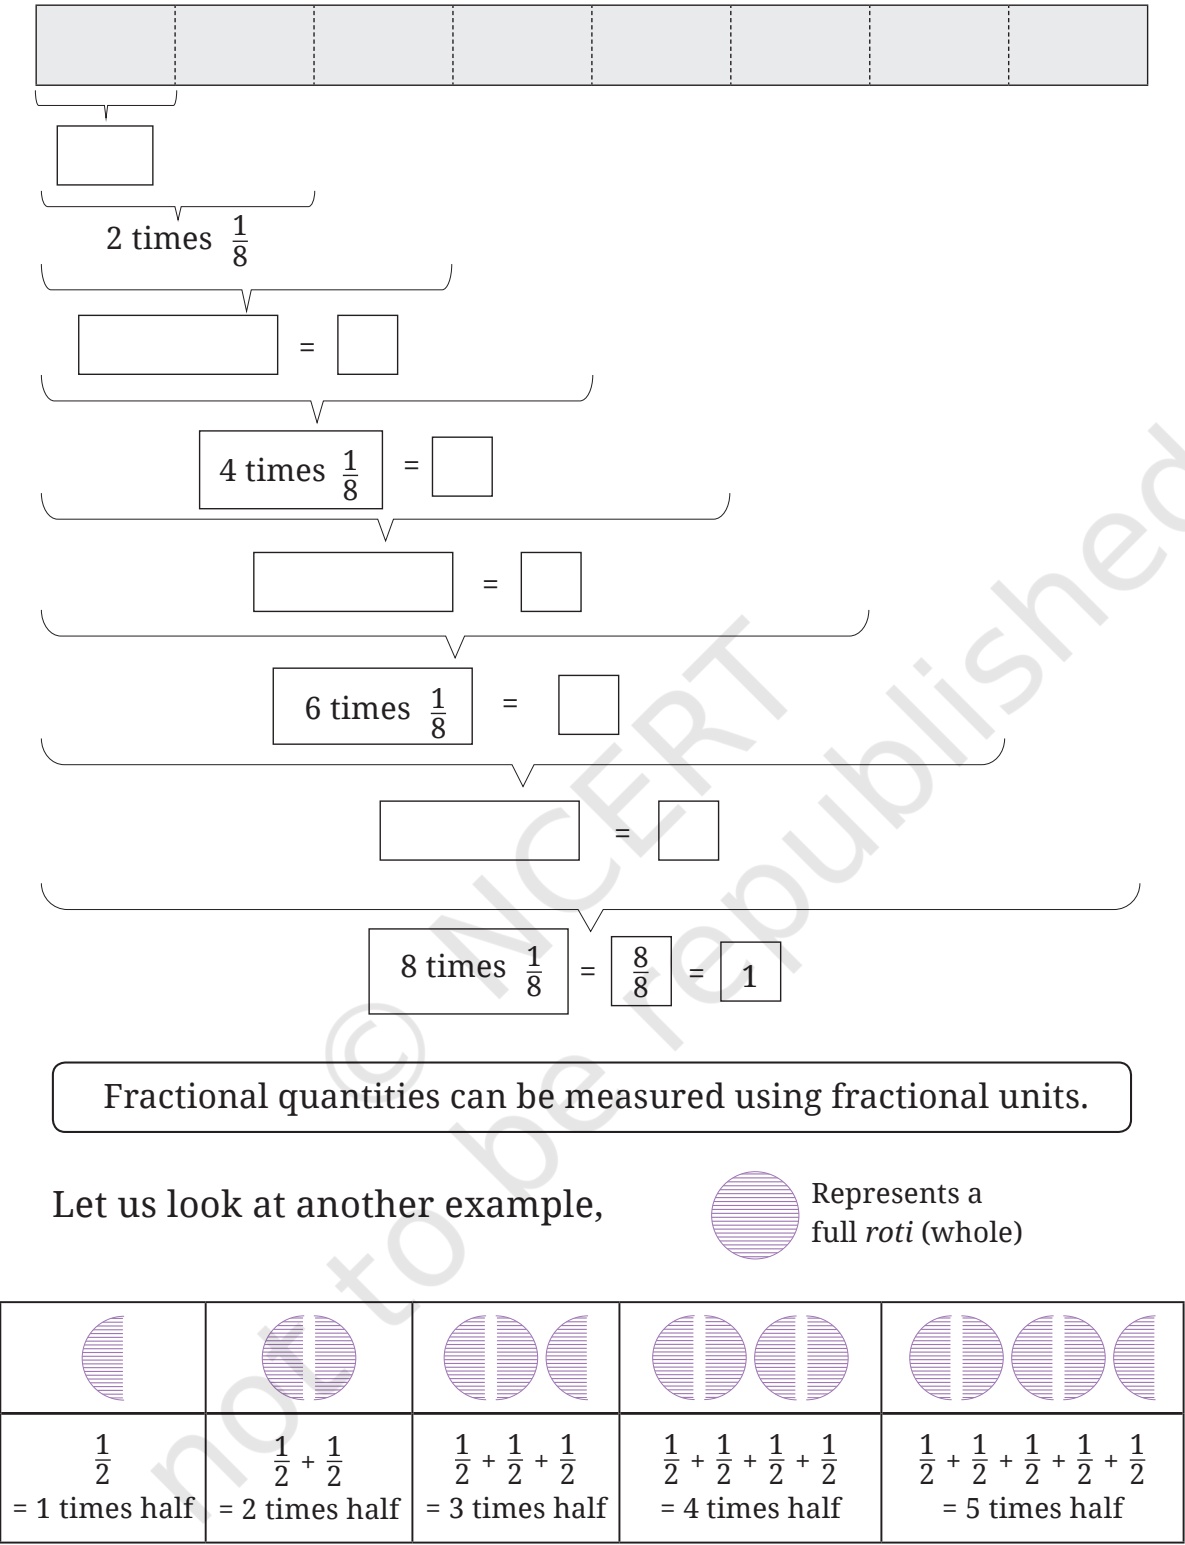 2 times 1/8
=
4 times 1/8 =
=
6 times 1/8 =
=
8 times 1/8 = 8/8 = 1
Fractional quantities can be measured using fractional units.
Let us look at another example,
Represents a
full roti (whole)
1/2
= 1 times half
1/2 + 1/2
= 2 times half
1/2 + 1/2 + 1/2
= 3 times half
1/2 + 1/2 + 1/2 + 1/2
= 4 times half
1/2 + 1/2 + 1/2 + 1/2 + 1/2
= 5 times half
© NCERT
not to be republished